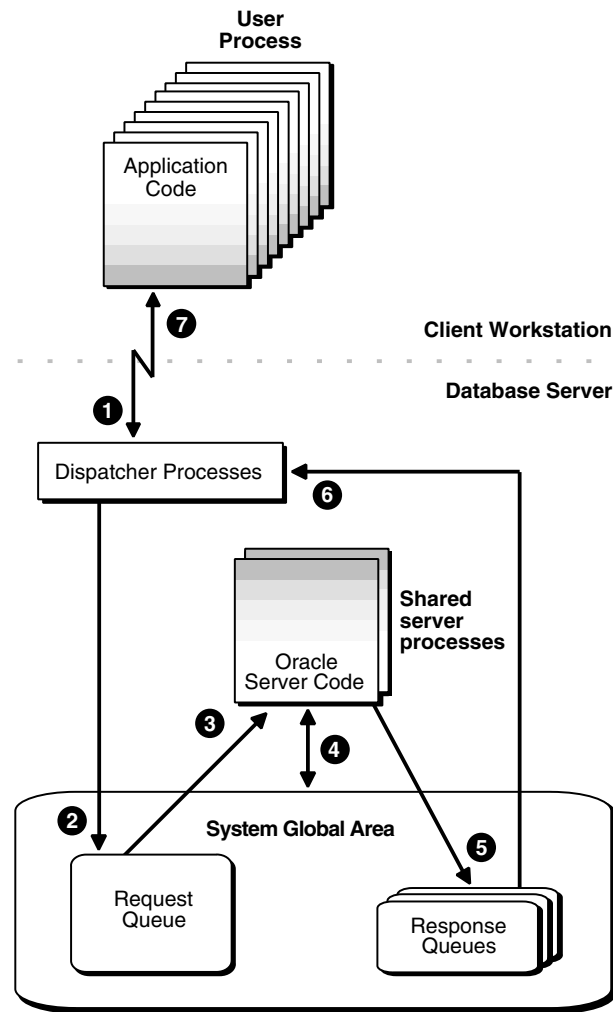 User
Process
Application
Code
7
Client Workstation
Database Server
1
Dispatcher Processes
6
Shared
server
processes
Oracle
Server Code
3
4
2
System Global Area
5
Request
Queue
Response
Queues